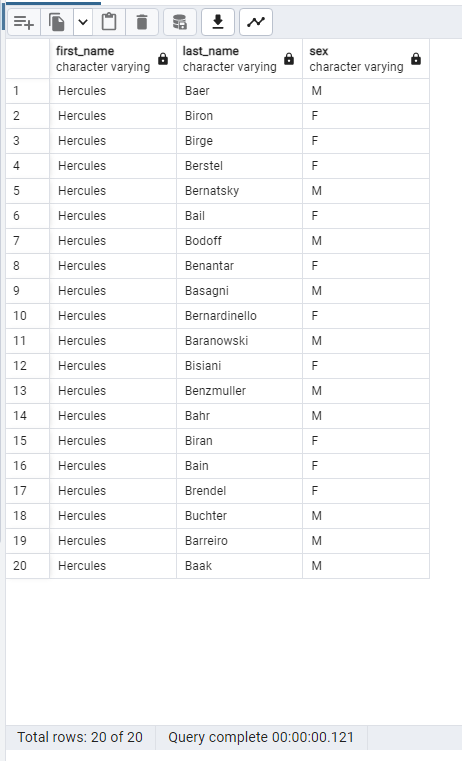 first_name last_name sex
character varying character varying character varying
1 Hercules Baer M
2 Hercules Biron F
3 Hercules Birge F
4 Hercules Berstel F
5 Hercules Bernatsky M
6 Hercules Bail F
7 Hercules Bodoff M
8 Hercules Benantar F
9 Hercules Basagni M
10 Hercules Bernardinello F
11 Hercules Baranowski M
12 Hercules Bisiani F
13 Hercules Benzmuller M
14 Hercules Bahr M
15 Hercules Biran F
16 Hercules Bain F
17 Hercules Brendel F
18 Hercules Buchter M
19 Hercules Barreiro M
20 Hercules Baak M
Total rows: 20 of 20 Query complete 00:00:00.121